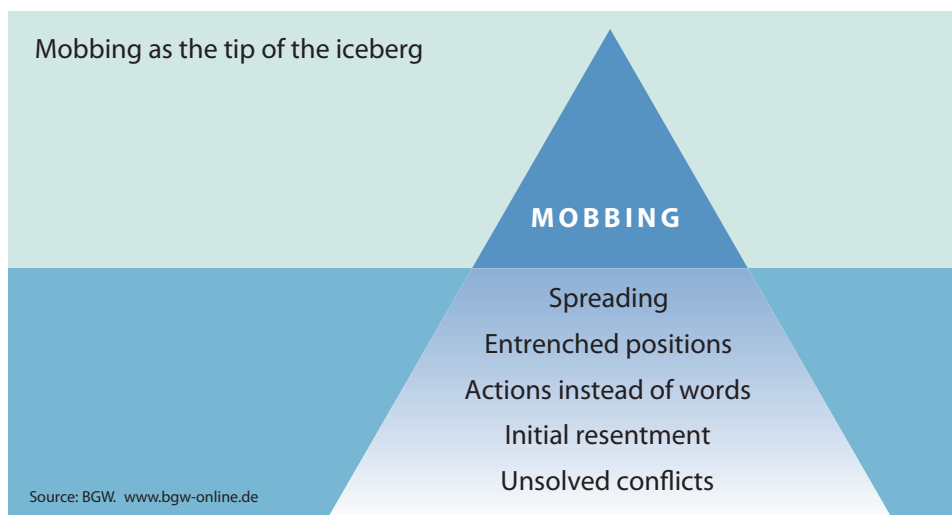 Mobbing as the tip of the iceberg
MOBBING
Spreading
Entrenched positions
Actions instead of words
Initial resentment
Unsolved conflicts
Source: BGW. www.bgw-online.de